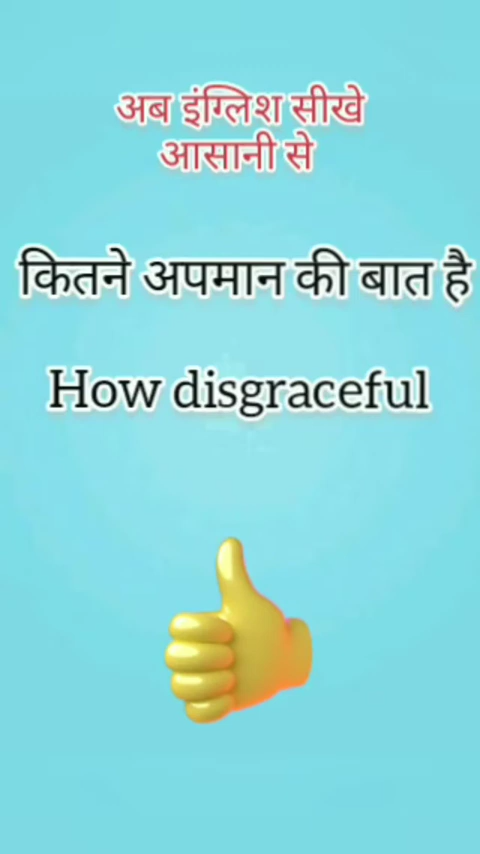 अब इंग्लिश सीखे
आसानी से
कितने अपमान की बात है
How disgraceful